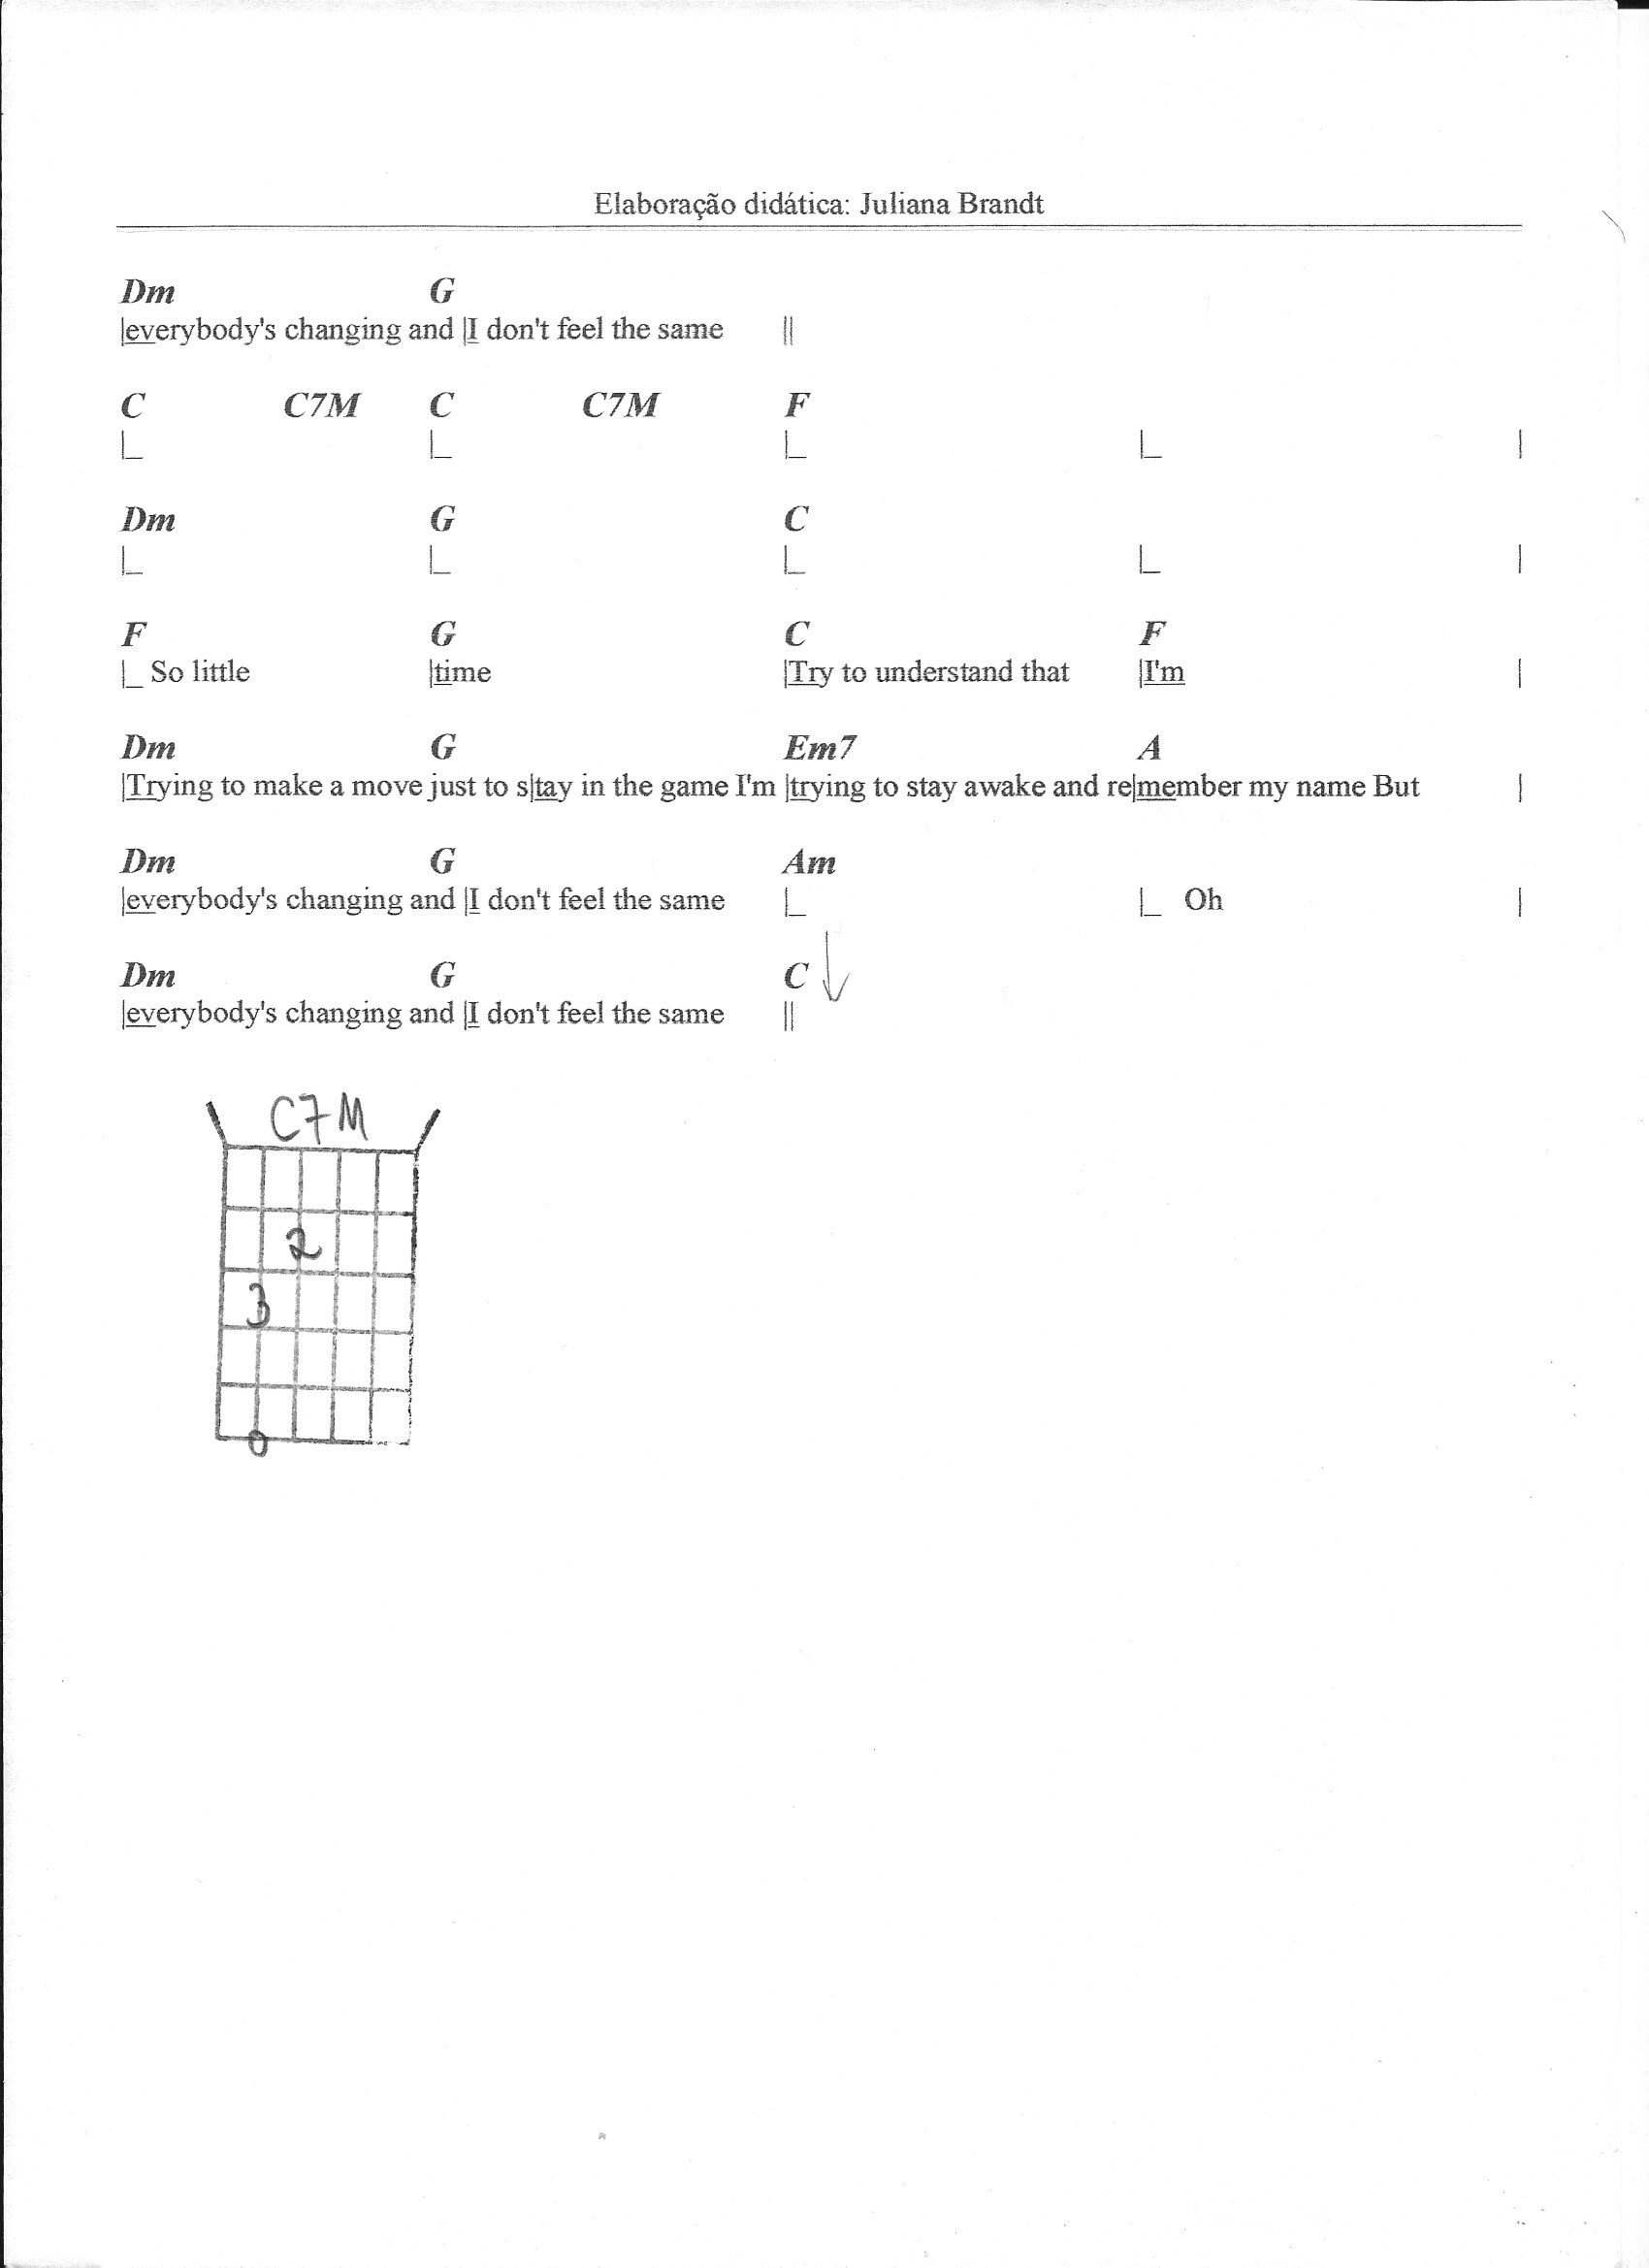 Elaboração didática: Juliana Brandt
Dm G
|everybody's changing and |I don't feel the same ||
C C7M C C7M F
|_ |_ |_ |_ |
Dm G C
|_ |_ |_ |_ |
F G C F
|_ So little |time |Try to understand that |I'm |
Dm G Em7 A
|Trying to make a move just to s|tay in the game I'm |trying to stay awake and re|member my name But |
Dm G Am
|everybody's changing and |I don't feel the same |_ |_ Oh |
Dm G C
|everybody's changing and |I don't feel the same ||
C7M
2
3
0